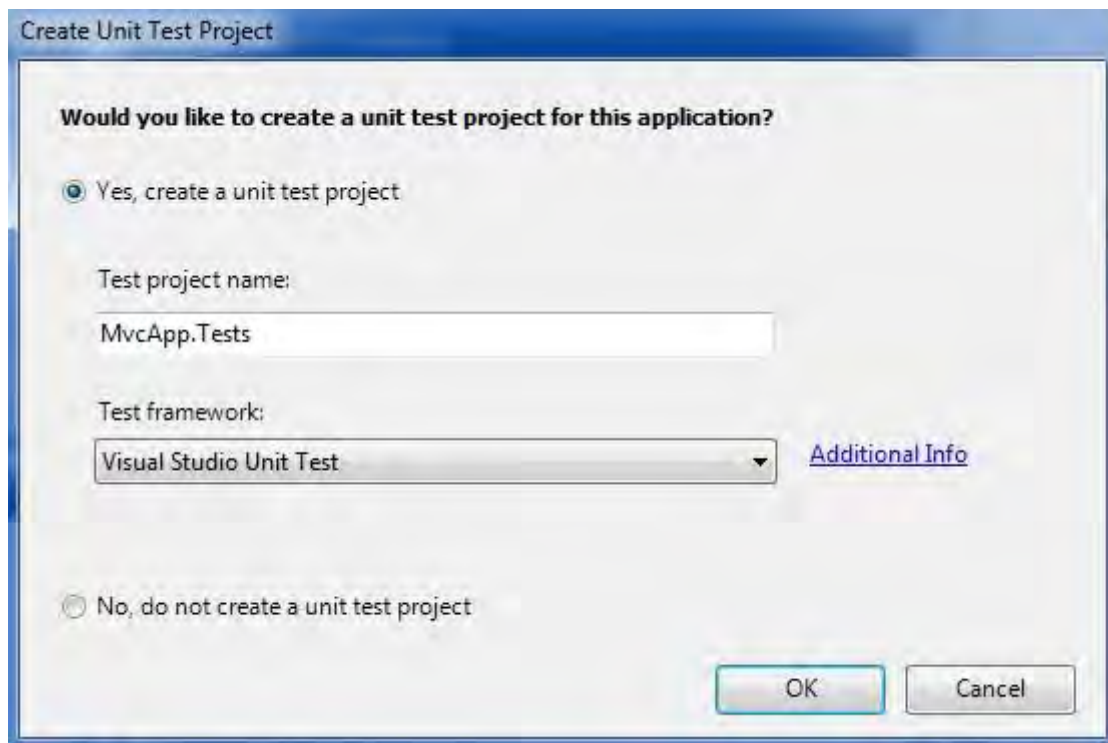 Create Unit Test Project
Would you like to create a unit test project for this application?
Yes, create a unit test project
Test project name:
MvcApp.Tests
Test framework:
Visual Studio Unit Test
Additional Info
No, do not create a unit test project
OK
Cancel